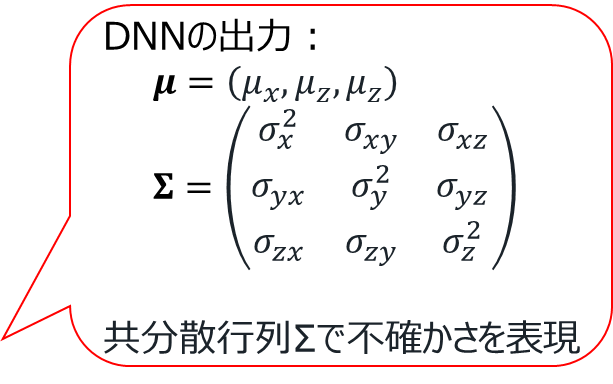 DNNの出力：
𝝁 = (μ_x, μ_z, μ_z)
𝚺 = ( σ_x^2 σ_xy σ_xz
σ_yx σ_y^2 σ_yz
σ_zx σ_zy σ_z^2 )
共分散行列Σで不確かさを表現